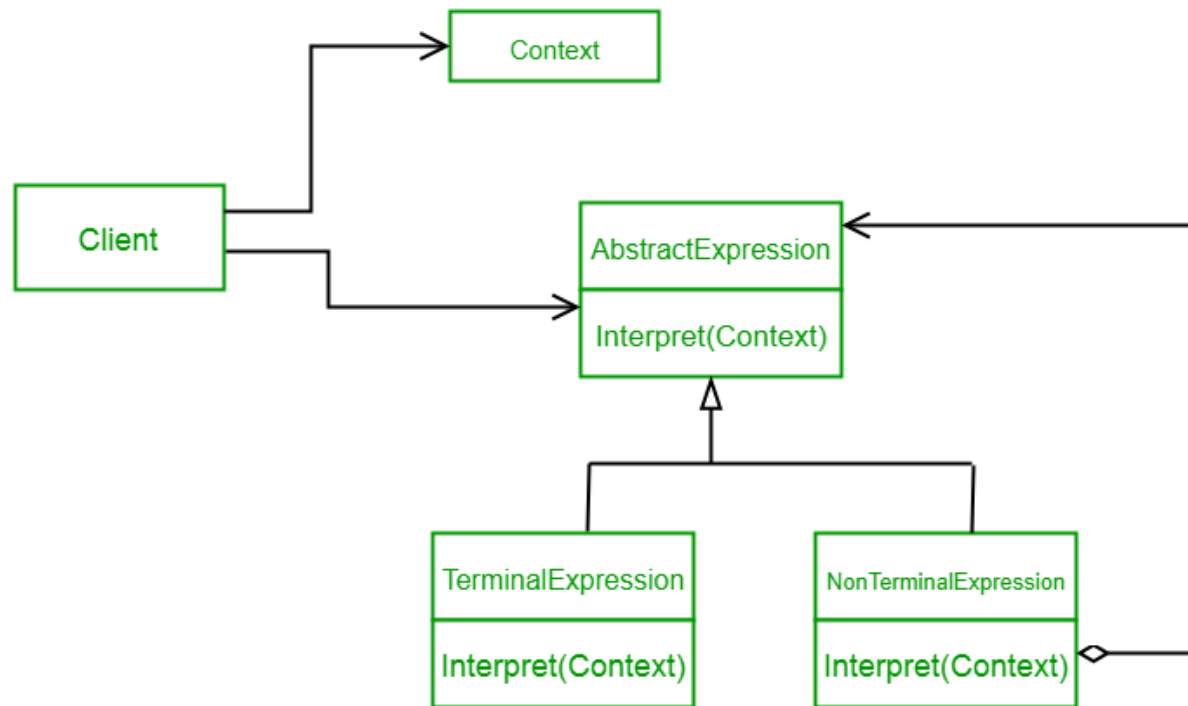 Context
Client
AbstractExpression
Interpret(Context)
TerminalExpression
Interpret(Context)
NonTerminalExpression
Interpret(Context)